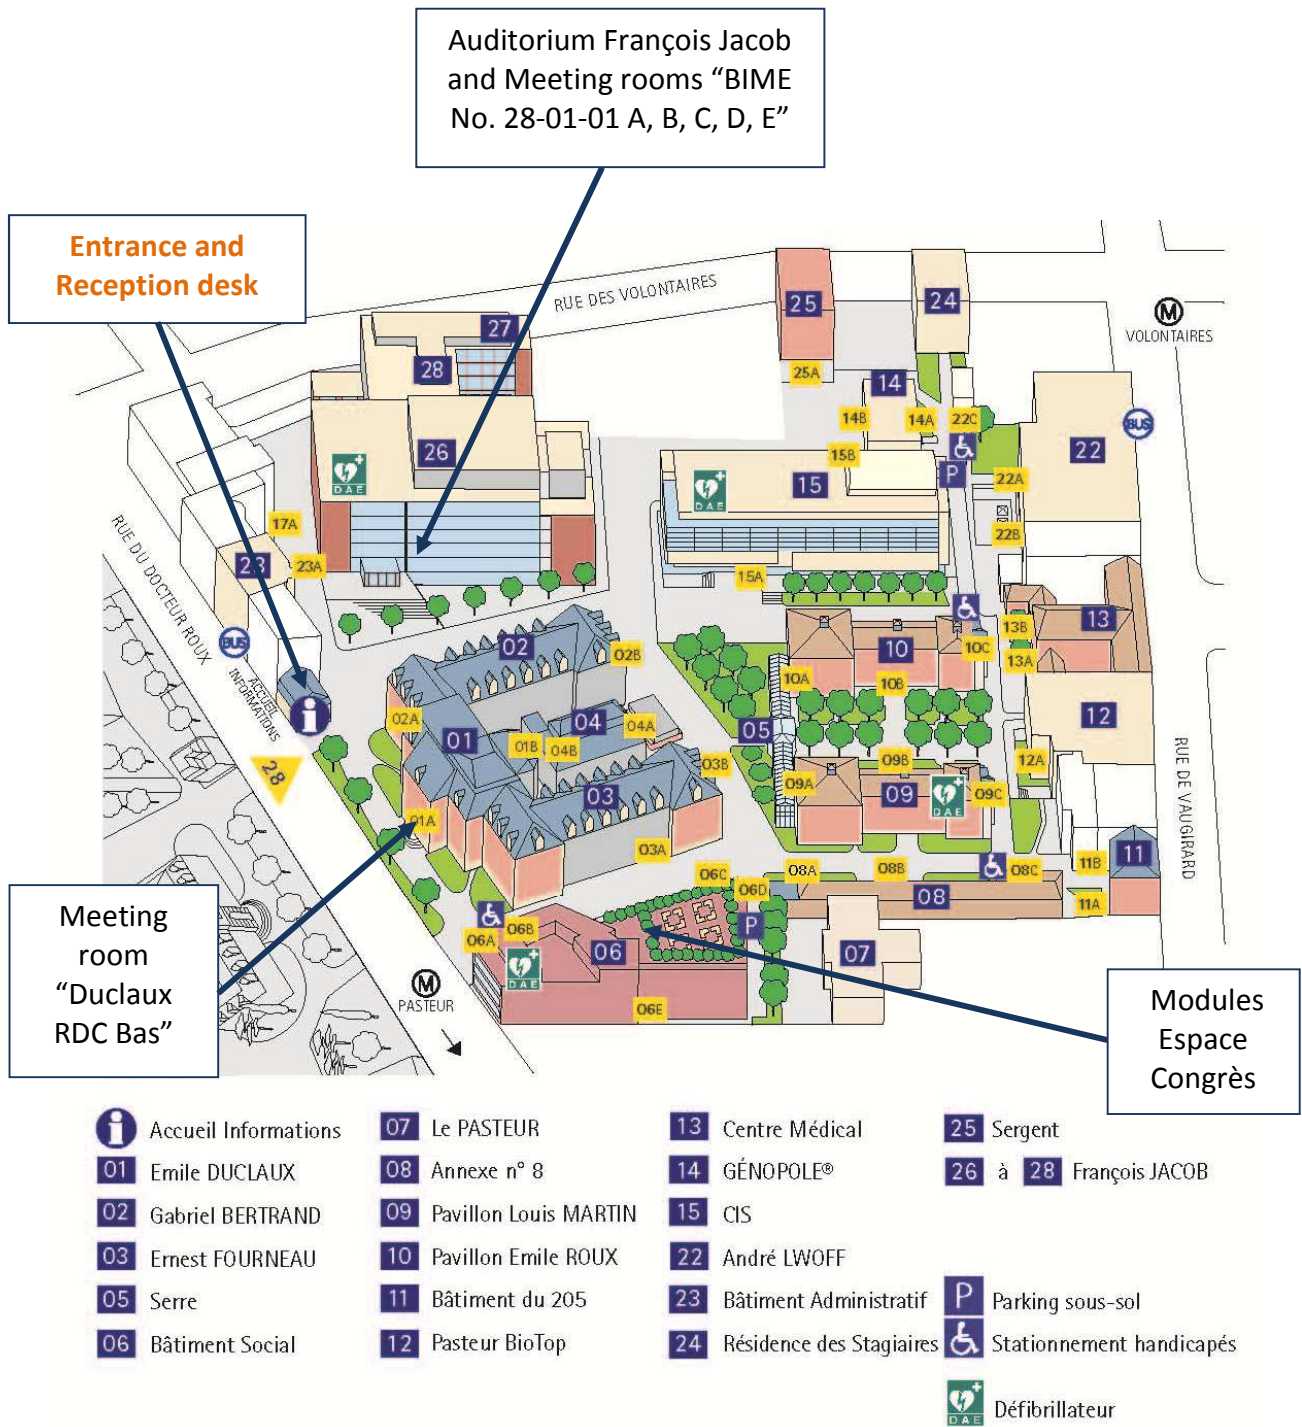 Auditorium François Jacob
and Meeting rooms “BIME
No. 28-01-01 A, B, C, D, E”
Entrance and
Reception desk
RUE DES VOLONTAIRES
25
24
M
VOLONTAIRES
27
28
25A
14
14B
14A
22C
BUS
26
DAE
15B
15
DAE
P
22
22A
17A
22B
RUE DU DOCTEUR ROUX
23
23A
15A
13B
13
BUS
02
02B
10
10C
13A
10A
10B
ACCUEIL
INFORMATIONS
i
02A
04
04A
05
12
01
01B
04B
28
03B
09B
12A
RUE DE VAUGIRARD
03
09A
09
DAE
09C
01A
03A
11B
11
06C
06D
08A
08B
08C
08
11A
Meeting
room
“Duclaux
RDC Bas”
06A
06B
DAE
06
P
07
M
PASTEUR
06E
Modules
Espace
Congrès
i Accueil Informations
01 Emile DUCLAUX
02 Gabriel BERTRAND
03 Ernest FOURNEAU
05 Serre
06 Bâtiment Social
07 Le PASTEUR
08 Annexe n° 8
09 Pavillon Louis MARTIN
10 Pavillon Emile ROUX
11 Bâtiment du 205
12 Pasteur BioTop
13 Centre Médical
14 GÉNOPOLE®
15 CIS
22 André LWOFF
23 Bâtiment Administratif
24 Résidence des Stagiaires
25 Sergent
26 à 28 François JACOB
P Parking sous-sol
Stationnement handicapés
DAE Défibrillateur